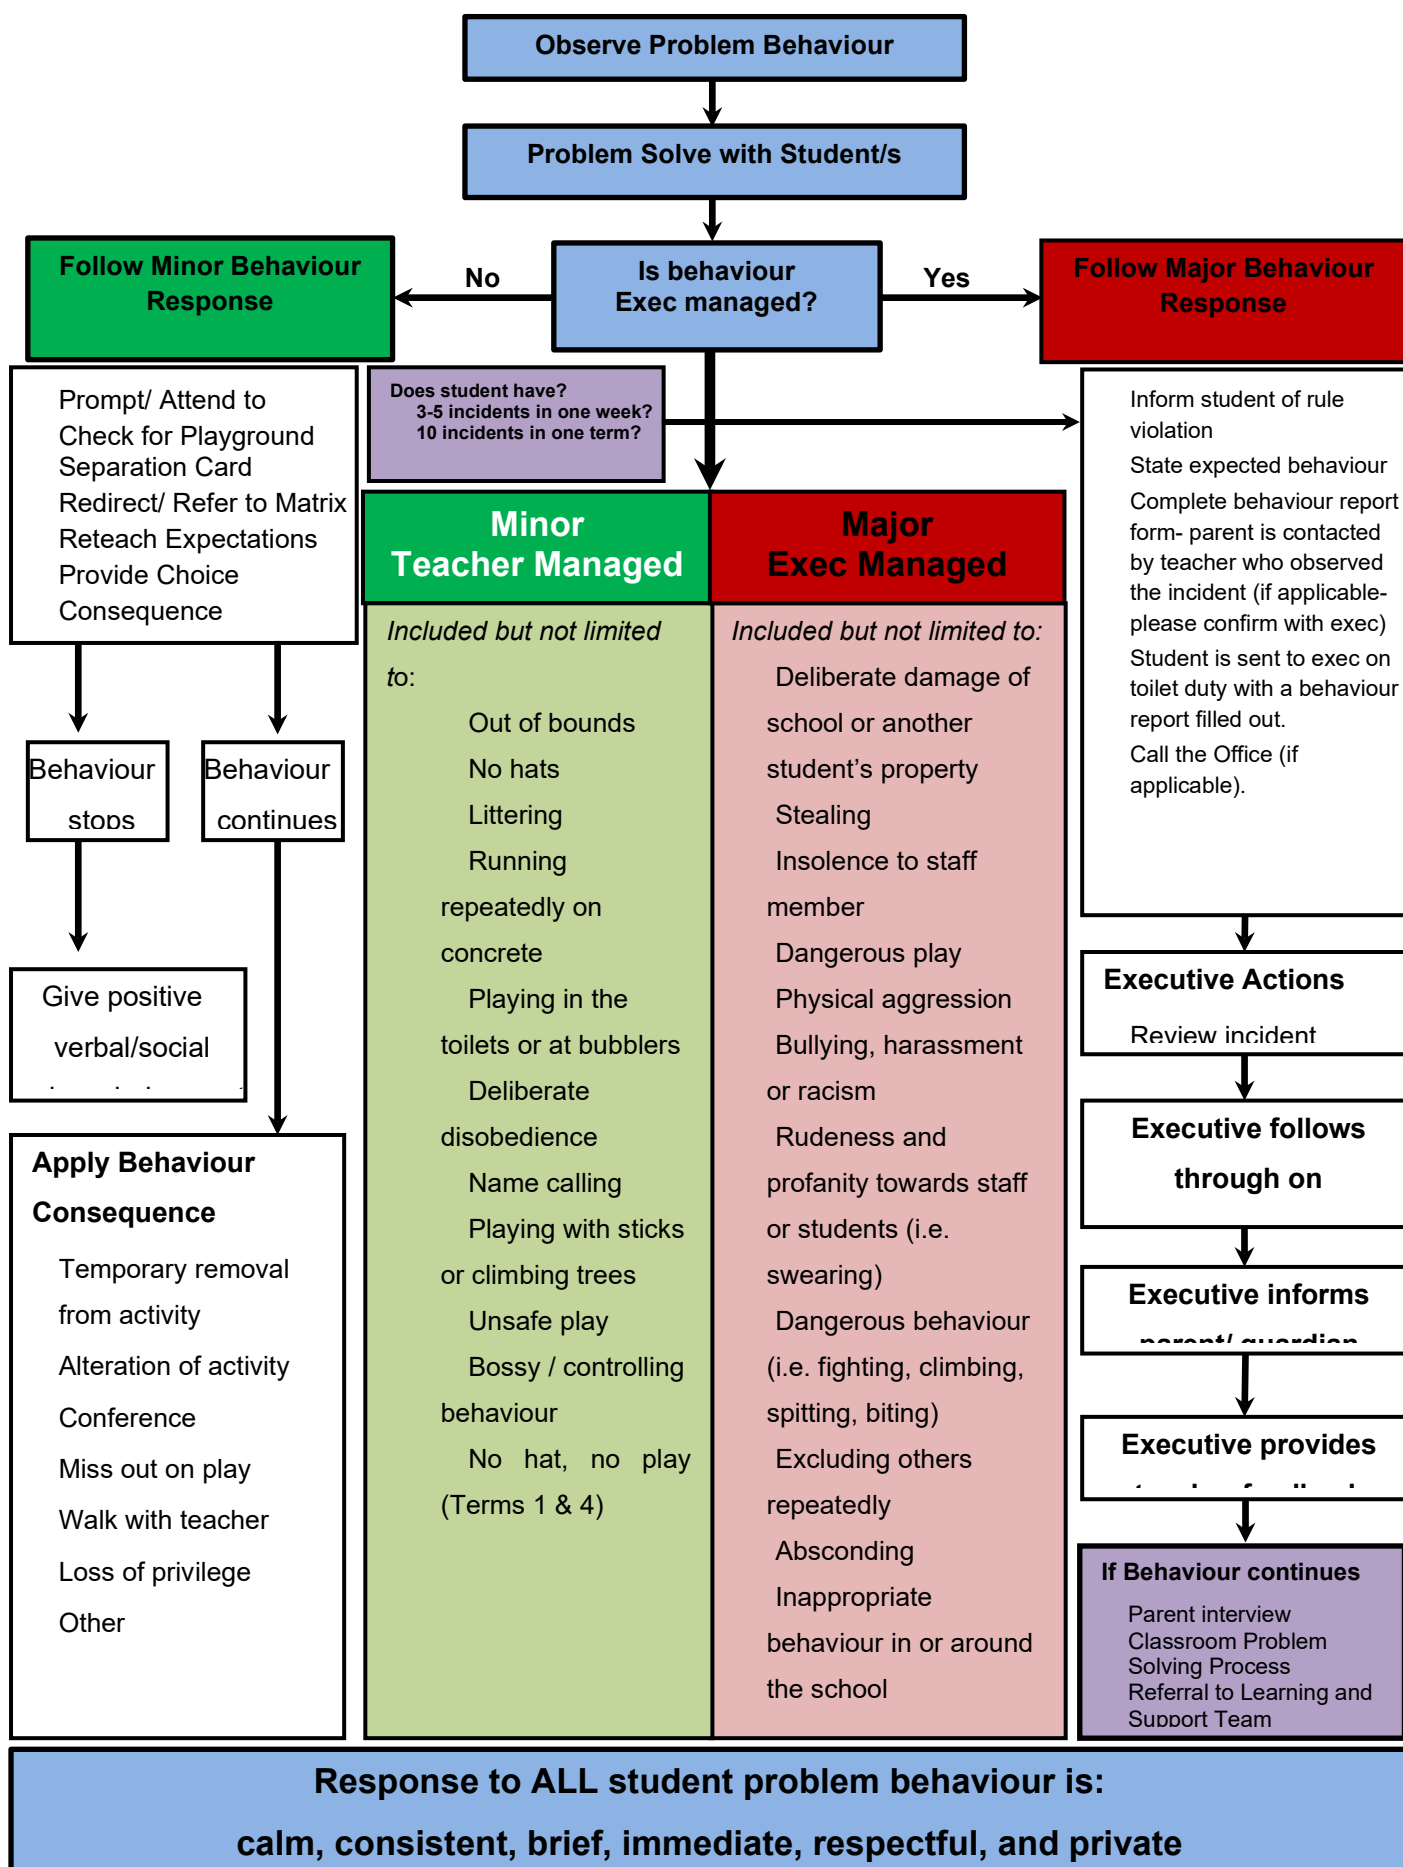 Observe Problem Behaviour
Problem Solve with Student/s
Is behaviour
Exec managed?
No
Yes
Follow Minor Behaviour
Response
Follow Major Behaviour
Response
Prompt/ Attend to
Check for Playground
Separation Card
Redirect/ Refer to Matrix
Reteach Expectations
Provide Choice
Consequence
Does student have?
3-5 incidents in one week?
10 incidents in one term?
Inform student of rule
violation
State expected behaviour
Complete behaviour report
form- parent is contacted
by teacher who observed
the incident (if applicable-
please confirm with exec)
Student is sent to exec on
toilet duty with a behaviour
report filled out.
Call the Office (if
applicable).
Behaviour
stops
Behaviour
continues
Give positive
verbal/social
Apply Behaviour
Consequence
Temporary removal
from activity
Alteration of activity
Conference
Miss out on play
Walk with teacher
Loss of privilege
Other
Minor
Teacher Managed
Included but not limited
to:
Out of bounds
No hats
Littering
Running
repeatedly on
concrete
Playing in the
toilets or at bubblers
Deliberate
disobedience
Name calling
Playing with sticks
or climbing trees
Unsafe play
Bossy / controlling
behaviour
No hat, no play
(Terms 1 & 4)
Major
Exec Managed
Included but not limited to:
Deliberate damage of
school or another
student's property
Stealing
Insolence to staff
member
Dangerous play
Physical aggression
Bullying, harassment
or racism
Rudeness and
profanity towards staff
or students (i.e.
swearing)
Dangerous behaviour
(i.e. fighting, climbing,
spitting, biting)
Excluding others
repeatedly
Absconding
Inappropriate
behaviour in or around
the school
Executive Actions
Review incident
Executive follows
through on
Executive informs
parent/ guardian
Executive provides
If Behaviour continues
Parent interview
Classroom Problem
Solving Process
Referral to Learning and
Support Team
Response to ALL student problem behaviour is:
calm, consistent, brief, immediate, respectful, and private